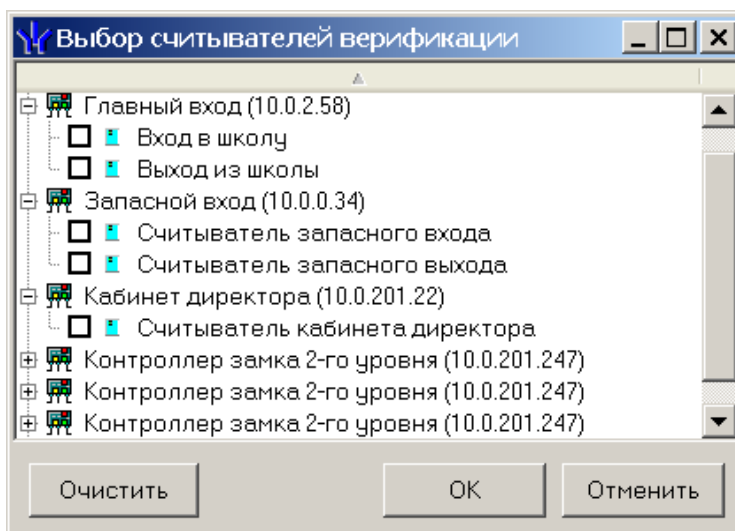 Выбор считывателей верификации
Главный вход (10.0.2.58)
Вход в школу
Выход из школы
Запасной вход (10.0.0.34)
Считыватель запасного входа
Считыватель запасного выхода
Кабинет директора (10.0.201.22)
Считыватель кабинета директора
Контроллер замка 2-го уровня (10.0.201.247)
Контроллер замка 2-го уровня (10.0.201.247)
Контроллер замка 2-го уровня (10.0.201.247)
Очистить OK Отменить